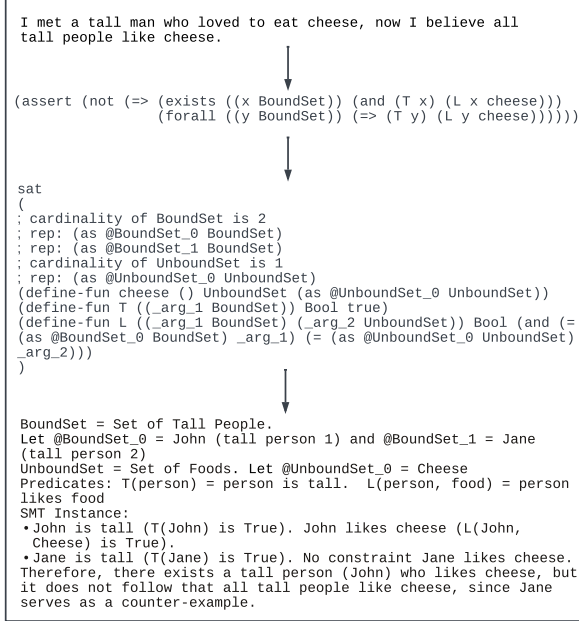 I met a tall man who loved to eat cheese, now I believe all
tall people like cheese.
(assert (not (=> (exists ((x BoundSet)) (and (T x) (L x cheese)))
(forall ((y BoundSet)) (=> (T y) (L y cheese))))))
sat
(
; cardinality of BoundSet is 2
; rep: (as @BoundSet_0 BoundSet)
; rep: (as @BoundSet_1 BoundSet)
; cardinality of UnboundSet is 1
; rep: (as @UnboundSet_0 UnboundSet)
(define-fun cheese () UnboundSet (as @UnboundSet_0 UnboundSet))
(define-fun T ((_arg_1 BoundSet)) Bool true)
(define-fun L ((_arg_1 BoundSet) (_arg_2 UnboundSet)) Bool (and (=
(as @BoundSet_0 BoundSet) _arg_1) (= (as @UnboundSet_0 UnboundSet)
_arg_2)))
)
BoundSet = Set of Tall People.
Let @BoundSet_0 = John (tall person 1) and @BoundSet_1 = Jane
(tall person 2)
UnboundSet = Set of Foods. Let @UnboundSet_0 = Cheese
Predicates: T(person) = person is tall. L(person, food) = person
likes food
SMT Instance:
• John is tall (T(John) is True). John likes cheese (L(John,
Cheese) is True).
• Jane is tall (T(Jane) is True). No constraint Jane likes cheese.
Therefore, there exists a tall person (John) who likes cheese, but
it does not follow that all tall people like cheese, since Jane
serves as a counter-example.